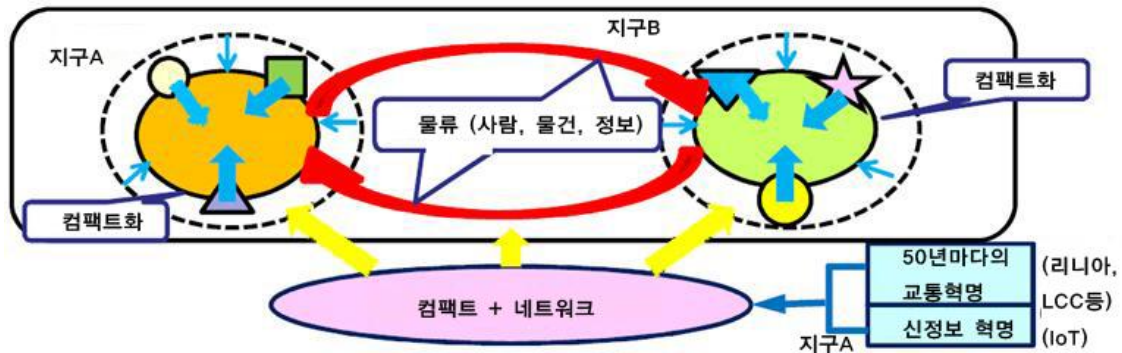 지구A
지구B
컴팩트화
물류 (사람, 물건, 정보)
컴팩트화
컴팩트 + 네트워크
50년마다의
교통혁명
(리니아,
LCC등)
신정보 혁명
(IoT)
지구A